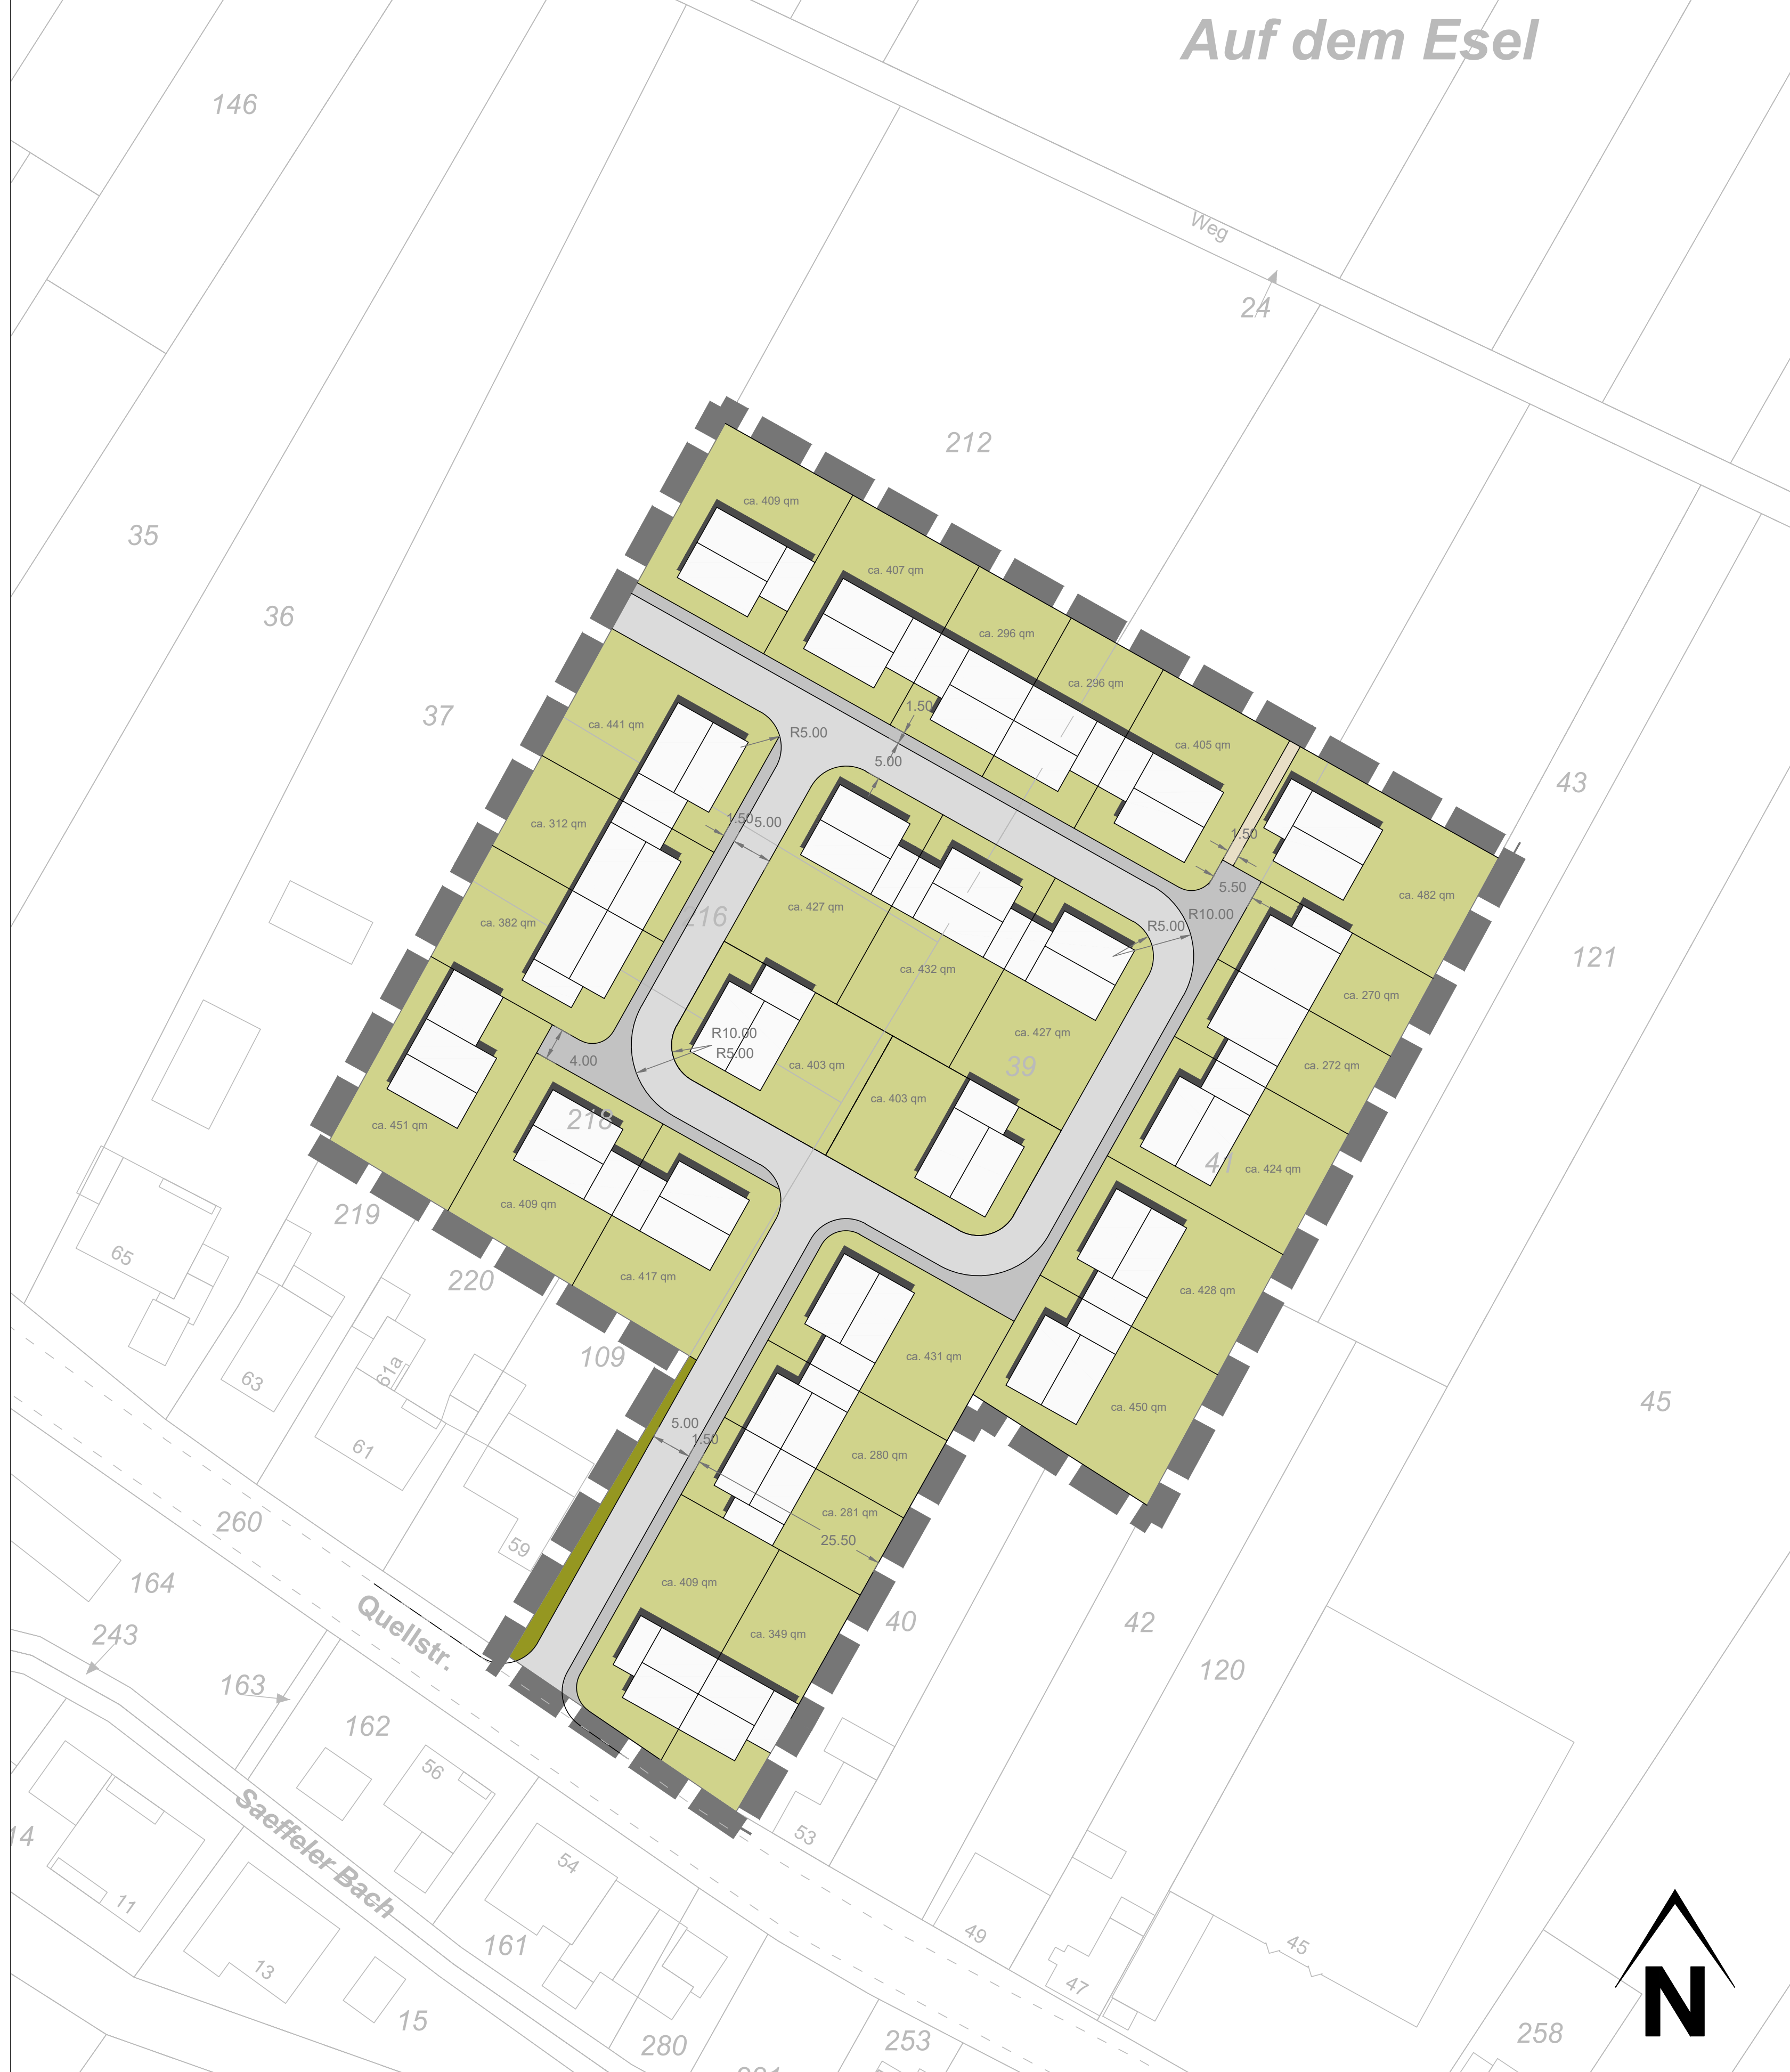 Auf dem Esel
146
Weg
24
212
35
36
37
43
121
45
ca. 409 qm
ca. 407 qm
ca. 296 qm
ca. 296 qm
ca. 405 qm
ca. 482 qm
ca. 441 qm
1.50
R5.00
5.00
ca. 312 qm
1.50
5.00
1.50
5.50
ca. 382 qm
216
ca. 427 qm
R10.00
R5.00
ca. 432 qm
ca. 270 qm
ca. 427 qm
R10.00
R5.00
4.00
ca. 403 qm
39
ca. 272 qm
ca. 451 qm
218
ca. 403 qm
41
ca. 424 qm
ca. 409 qm
219
65
220
ca. 417 qm
ca. 428 qm
109
63
61a
61
ca. 431 qm
ca. 450 qm
5.00
1.50
ca. 280 qm
260
59
ca. 281 qm
25.50
164
ca. 409 qm
Quellstr.
40
42
243
ca. 349 qm
120
163
162
56
Saeffeler Bach
14
53
54
11
161
49
45
13
47
15
280
253
258
N